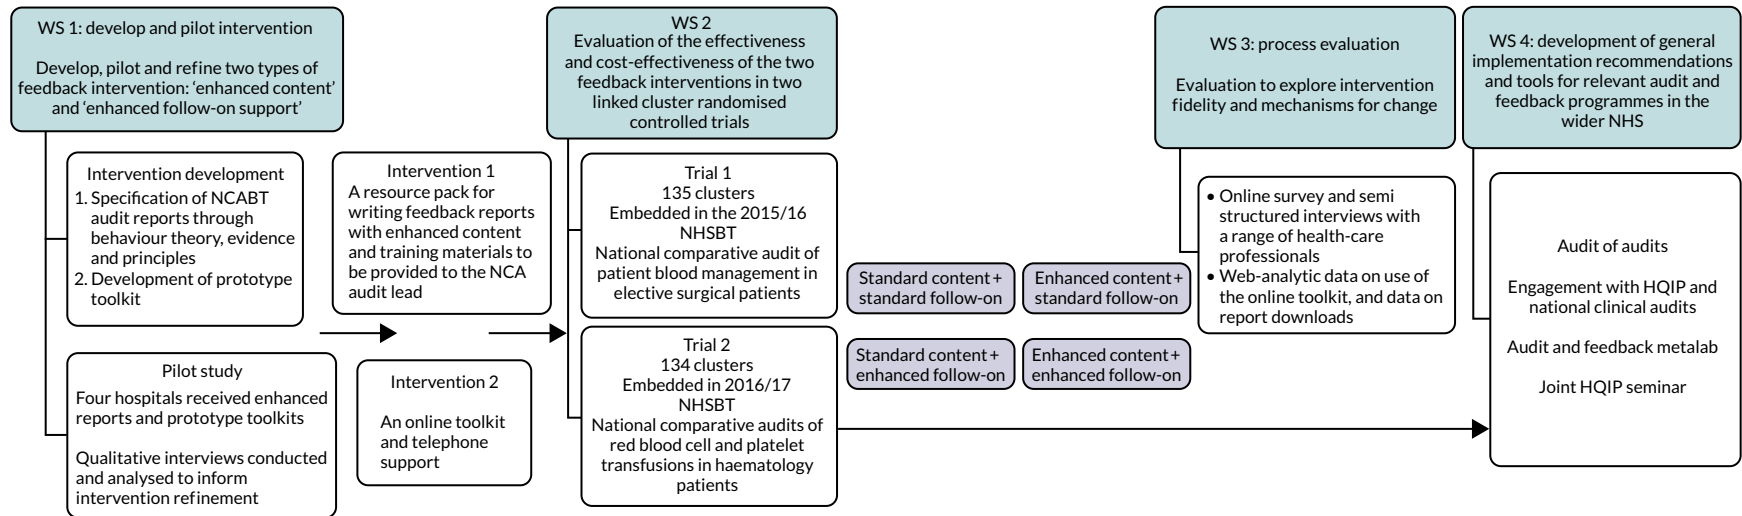 WS 1: develop and pilot intervention
Develop, pilot and refine two types of
feedback intervention: ‘enhanced content’
and ‘enhanced follow-on support’
Intervention development
1. Specification of NCABT
audit reports through
behaviour theory, evidence
and principles
2. Development of prototype
toolkit
Pilot study
Four hospitals received enhanced
reports and prototype toolkits
Qualitative interviews conducted
and analysed to inform
intervention refinement
Intervention 1
A resource pack for
writing feedback reports
with enhanced content
and training materials to
be provided to the NCA
audit lead
Intervention 2
An online toolkit
and telephone
support
WS 2
Evaluation of the effectiveness
and cost-effectiveness of the two
feedback interventions in two
linked cluster randomised
controlled trials
Trial 1
135 clusters
Embedded in the 2015/16
NHSBT
National comparative audit of
patient blood management in
elective surgical patients
Trial 2
134 clusters
Embedded in 2016/17
NHSBT
National comparative audits of
red blood cell and platelet
transfusions in haematology
patients
Standard content +
standard follow-on
Enhanced content +
standard follow-on
Standard content +
enhanced follow-on
Enhanced content +
enhanced follow-on
WS 3: process evaluation
Evaluation to explore intervention
fidelity and mechanisms for change
• Online survey and semi
structured interviews with
a range of health-care
professionals
• Web-analytic data on use of
the online toolkit, and data on
report downloads
WS 4: development of general
implementation recommendations
and tools for relevant audit and
feedback programmes in the
wider NHS
Audit of audits
Engagement with HQIP and
national clinical audits
Audit and feedback metalab
Joint HQIP seminar